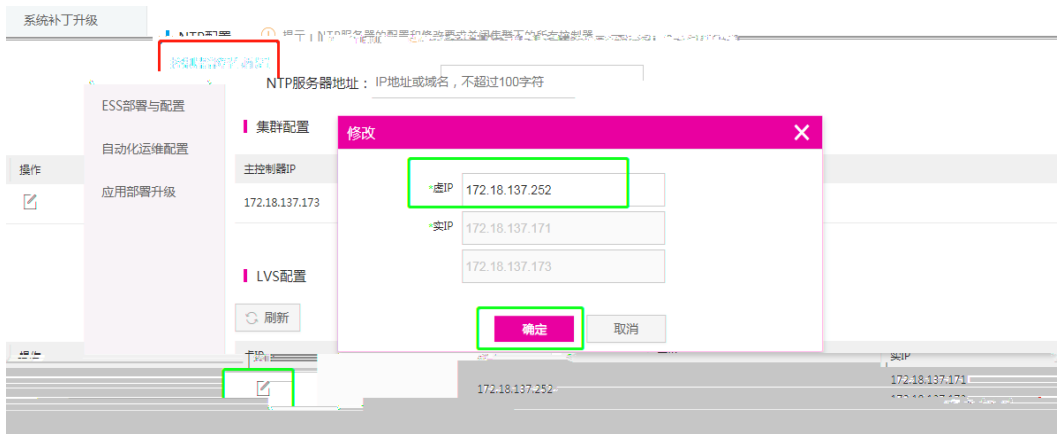 系统补丁升级
NTP配置
NTP服务器地址： IP地址或域名，不超过100字符
ESS部署与配置
自动化运维配置
应用部署升级
集群配置
操作
主控制器IP
172.18.137.173
修改
*虚IP 172.18.137.252
*实IP 172.18.137.171
172.18.137.173
确定 取消
LVS配置
刷新
实IP
172.18.137.252
172.18.137.171